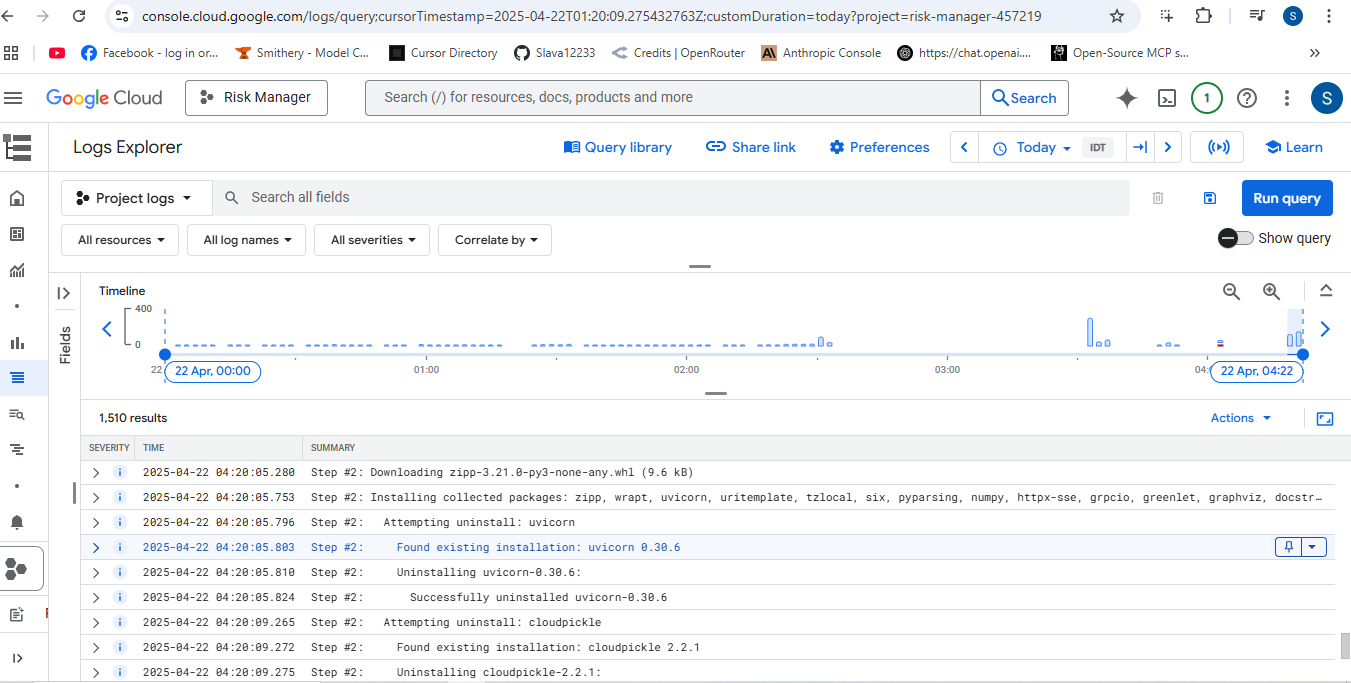 console.cloud.google.com/logs/query;cursorTimestamp=2025-04-22T01:20:09.275432763Z;customDuration=today?project=risk-manager-457219
S
Facebook - log in or... Smithery - Model C... Cursor Directory Slava12233 Credits | OpenRouter Anthropic Console https://chat.openai.... Open-Source MCP s...
Google Cloud Risk Manager Search (/) for resources, docs, products and more Search 1 S
Logs Explorer Query library Share link Preferences Today IDT Learn
Project logs Search all fields Run query
All resources All log names All severities Correlate by Show query
Timeline
400
0
Fields
22 22 Apr, 00:00 01:00 02:00 03:00 22 Apr, 04:22
1,510 results Actions
SEVERITY TIME SUMMARY
2025-04-22 04:20:05.280 Step #2: Downloading zipp-3.21.0-py3-none-any.whl (9.6 kB)
2025-04-22 04:20:05.753 Step #2: Installing collected packages: zipp, wrapt, uvicorn, uritemplate, tzlocal, six, pyparsing, numpy, httpx-sse, grpcio, greenlet, graphviz, docstr…
2025-04-22 04:20:05.796 Step #2: Attempting uninstall: uvicorn
2025-04-22 04:20:05.803 Step #2: Found existing installation: uvicorn 0.30.6
2025-04-22 04:20:05.810 Step #2: Uninstalling uvicorn-0.30.6:
2025-04-22 04:20:05.824 Step #2: Successfully uninstalled uvicorn-0.30.6
2025-04-22 04:20:09.265 Step #2: Attempting uninstall: cloudpickle
2025-04-22 04:20:09.272 Step #2: Found existing installation: cloudpickle 2.2.1
2025-04-22 04:20:09.275 Step #2: Uninstalling cloudpickle-2.2.1: